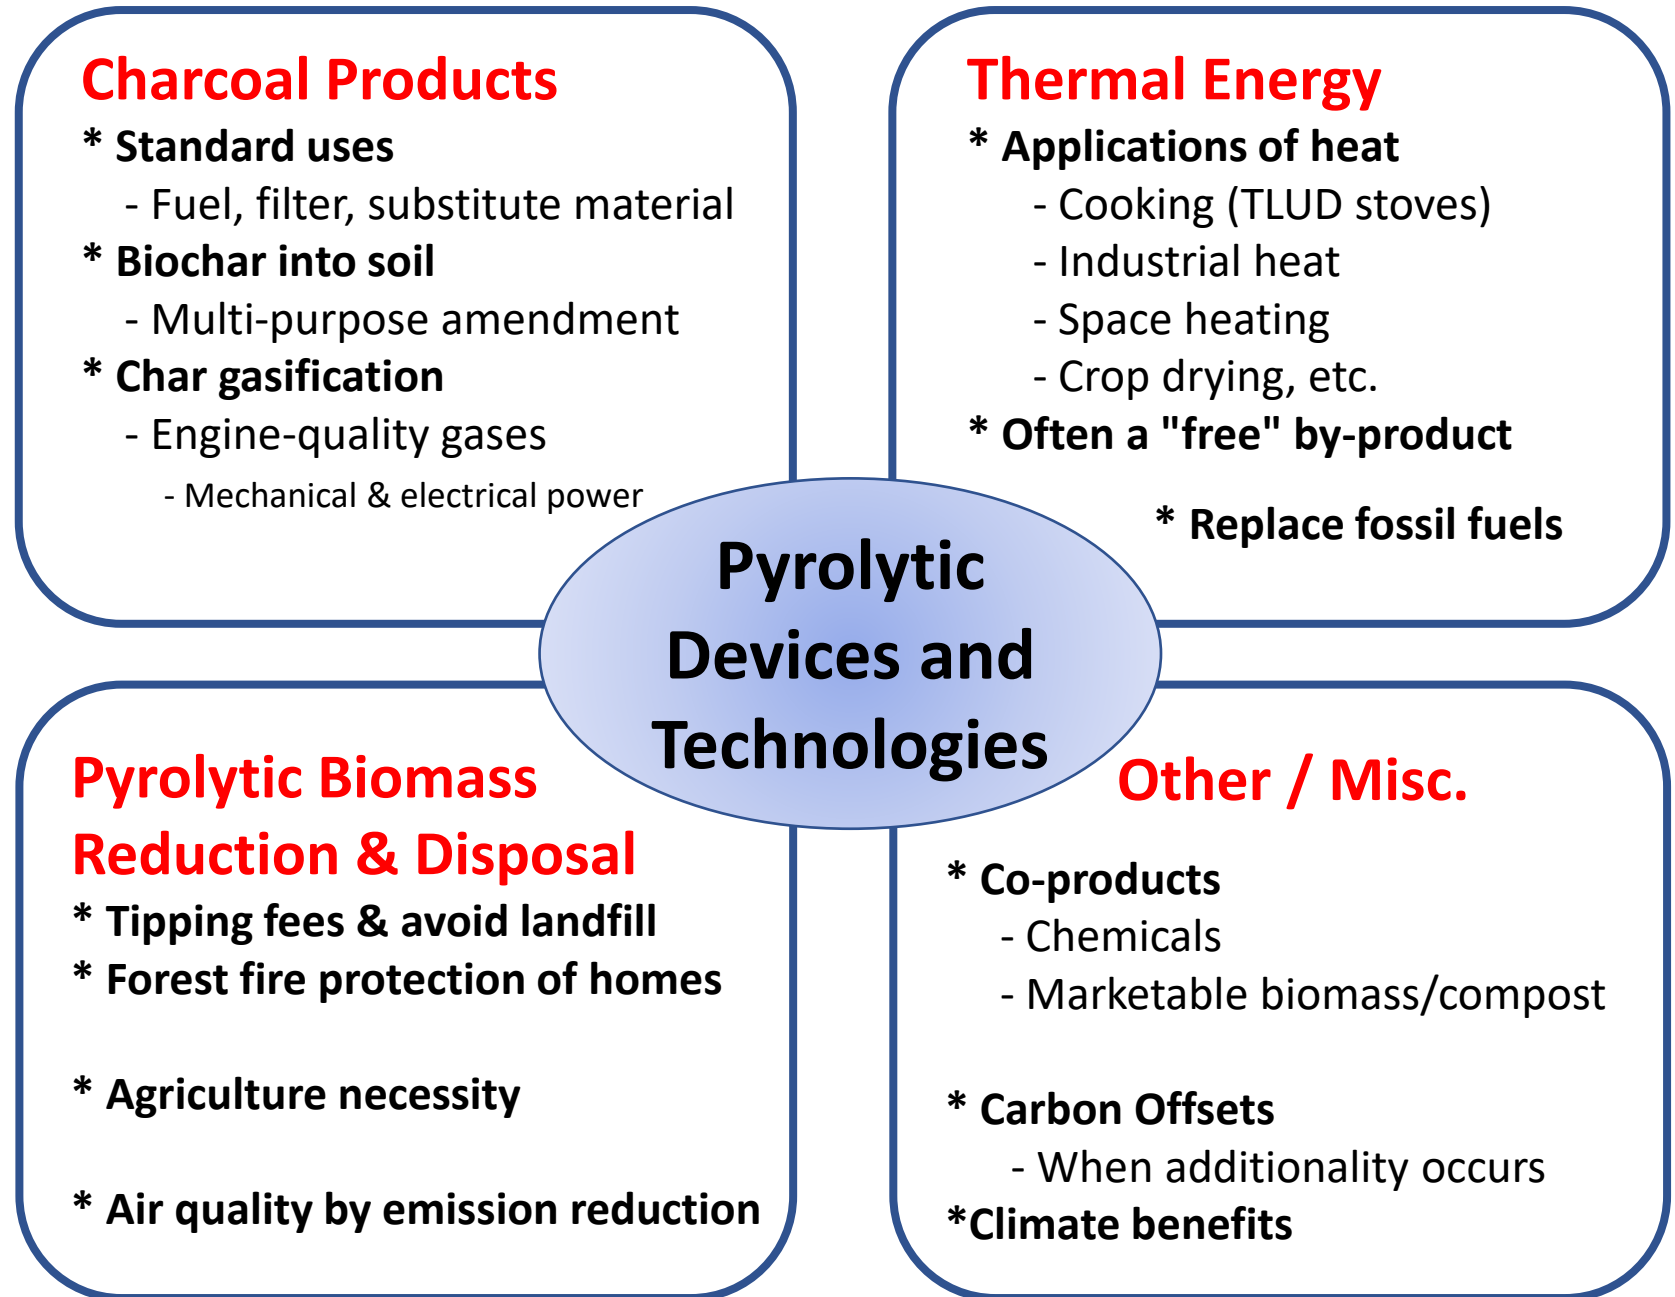 Charcoal Products
* Standard uses
- Fuel, filter, substitute material
* Biochar into soil
- Multi-purpose amendment
* Char gasification
- Engine-quality gases
- Mechanical & electrical power
Thermal Energy
* Applications of heat
- Cooking (TLUD stoves)
- Industrial heat
- Space heating
- Crop drying, etc.
* Often a "free" by-product
* Replace fossil fuels
Pyrolytic
Devices and
Technologies
Pyrolytic Biomass
Reduction & Disposal
* Tipping fees & avoid landfill
* Forest fire protection of homes
* Agriculture necessity
* Air quality by emission reduction
Other / Misc.
* Co-products
- Chemicals
- Marketable biomass/compost
* Carbon Offsets
- When additionality occurs
*Climate benefits